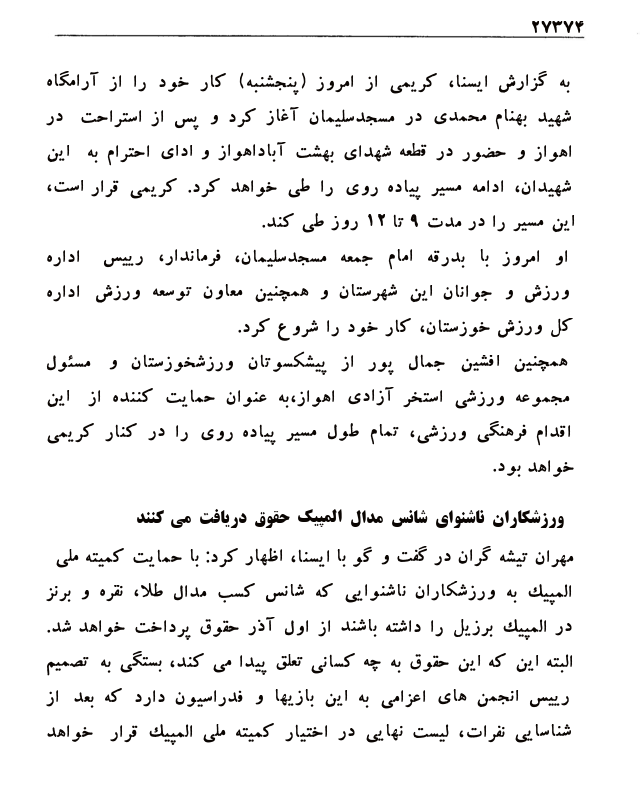 ۲۷۳۷۴
به گزارش ایسنا، کریمی از امروز (پنجشنبه) کار خود را از آرامگاه
شهید بهنام محمدی در مسجدسلیمان آغاز کرد و پس از استراحت در
اهواز و حضور در قطعه شهدای بهشت آباداهواز و ادای احترام به این
شهیدان، ادامه مسیر پیاده روی را طی خواهد کرد. کریمی قرار است،
این مسیر را در مدت ۹ تا ۱۲ روز طی کند.
او امروز با بدرقه امام جمعه مسجدسلیمان، فرماندار، رییس اداره
ورزش و جوانان این شهرستان و همچنین معاون توسعه ورزش اداره
کل ورزش خوزستان، کار خود را شروع کرد.
همچنین افشین جمال پور از پیشکسوتان ورزشخوزستان و مسئول
مجموعه ورزشی استخر آزادی اهواز،به عنوان حمایت کننده از این
اقدام فرهنگی ورزشی، تمام طول مسیر پیاده روی را در کنار کریمی
خواهد بود.
ورزشکاران ناشنوای شانس مدال المپیک حقوق دریافت می کنند
مهران تیشه گران در گفت و گو با ایسنا، اظهار کرد: با حمایت کمیته ملی
المپیك به ورزشکاران ناشنوایی که شانس کسب مدال طلا، نقره و برنز
در المپیك برزیل را داشته باشند از اول آذر حقوق پرداخت خواهد شد.
البته این که این حقوق به چه کسانی تعلق پیدا می کند، بستگی به تصمیم
رییس انجمن های اعزامی به این بازیها و فدراسیون دارد که بعد از
شناسایی نفرات، لیست نهایی در اختیار کمیته ملی المپیك قرار خواهد